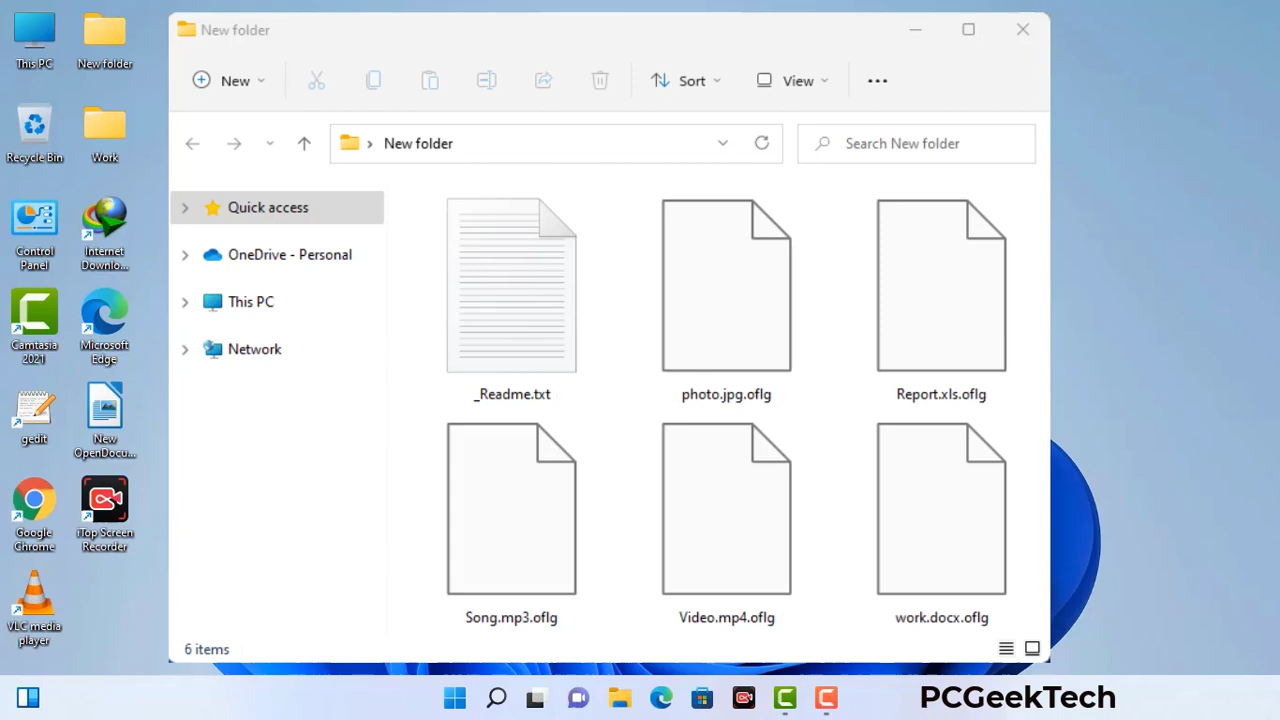 This PC
New folder
Recycle Bin
Work
Control
Panel
Internet
Downlo...
Camtasia
2021
Microsoft
Edge
gedit
New
OpenDocu...
Google
Chrome
iTop Screen
Recorder
VLC media
player
New folder
New
Sort
View
New folder
Search New folder
Quick access
OneDrive - Personal
This PC
Network
_Readme.txt
photo.jpg.oflg
Report.xls.oflg
Song.mp3.oflg
Video.mp4.oflg
work.docx.oflg
6 items
PCGeekTech